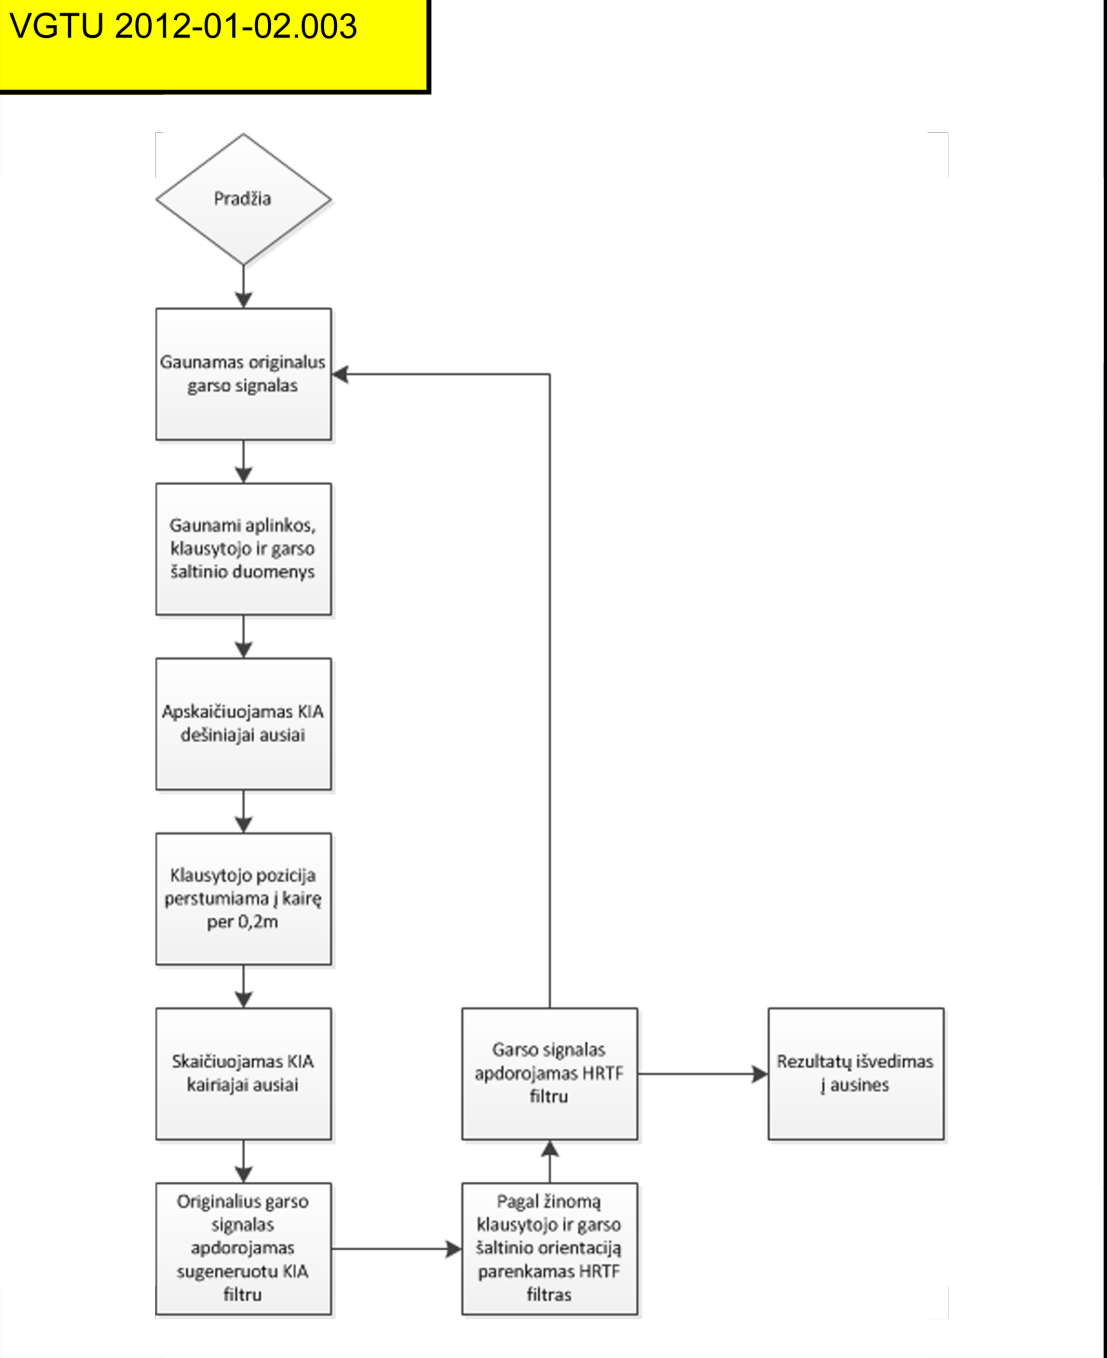 VGTU 2012-01-02.003
Pradžia
Gaunamas originalus
garso signalas
Gaunami aplinkos,
klausytojo ir garso
šaltinio duomenys
Apskaičiuojamas KIA
dešiniajai ausiai
Klausytojo pozicija
perstumiama į kairę
per 0,2m
Skaičiuojamas KIA
kairiajai ausiai
Originalius garso
signalas
apdorojamas
sugeneruotu KIA
filtru
Pagal žinomą
klausytojo ir garso
šaltinio orientaciją
parenkamas HRTF
filtras
Garso signalas
apdorojamas HRTF
filtru
Rezultatų išvedimas
į ausines